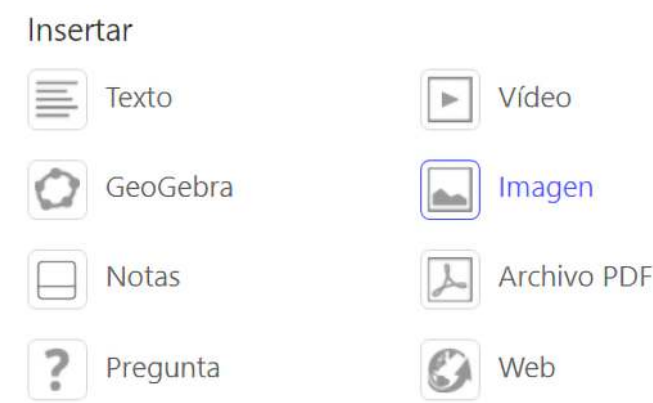 Insertar
Texto
Vídeo
GeoGebra
Imagen
Notas
Archivo PDF
Pregunta
Web